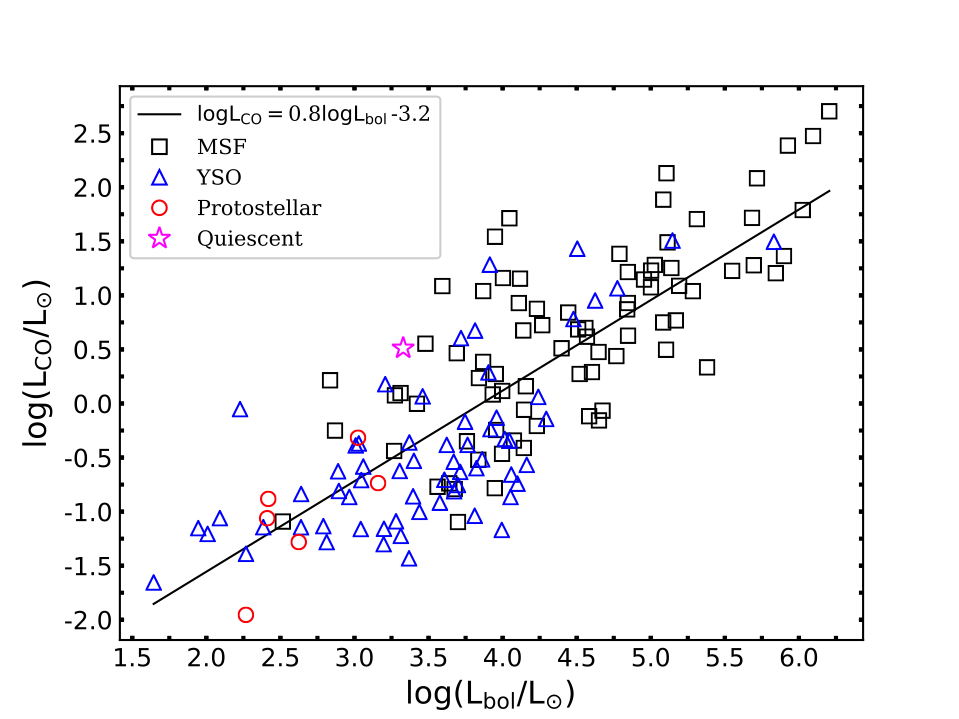 logL_CO = 0.8logL_bol -3.2
MSF
YSO
Protostellar
Quiescent
log(L_CO/L_⊙)
2.5
2.0
1.5
1.0
0.5
0.0
-0.5
-1.0
-1.5
-2.0
1.5 2.0 2.5 3.0 3.5 4.0 4.5 5.0 5.5 6.0
log(L_bol/L_⊙)